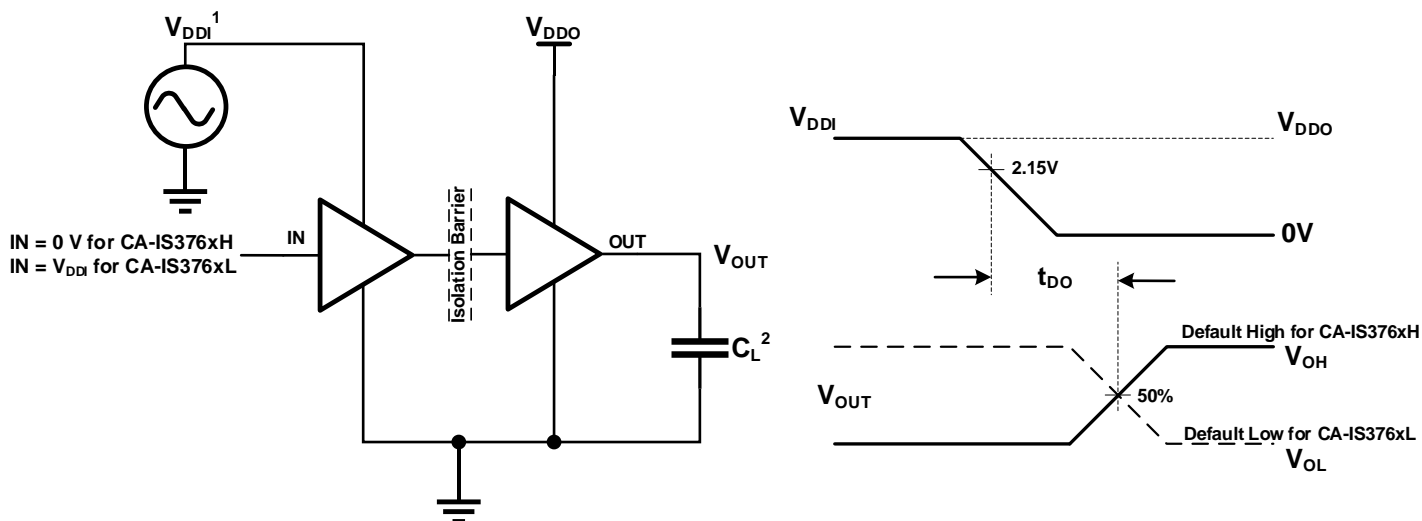 VDDI1
VDDO
IN = 0 V for CA-IS376xH
IN = VDDI for CA-IS376xL
IN
Isolation Barrier
OUT
VOUT
CL2
VDDI
VDDO
2.15V
0V
tDO
Default High for CA-IS376xH
VOH
VOUT
50%
Default Low for CA-IS376xL
VOL